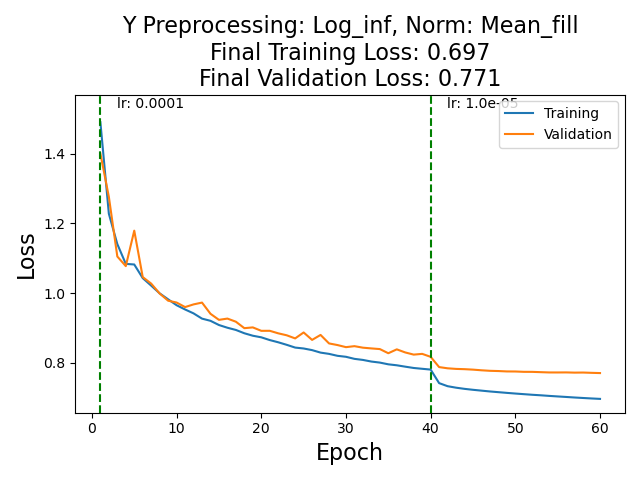 Y Preprocessing: Log_inf, Norm: Mean_fill
Final Training Loss: 0.697
Final Validation Loss: 0.771
lr: 0.0001
lr: 1.0e-05
Training
Validation
1.4
1.2
1.0
0.8
Loss
0
10
20
30
40
50
60
Epoch